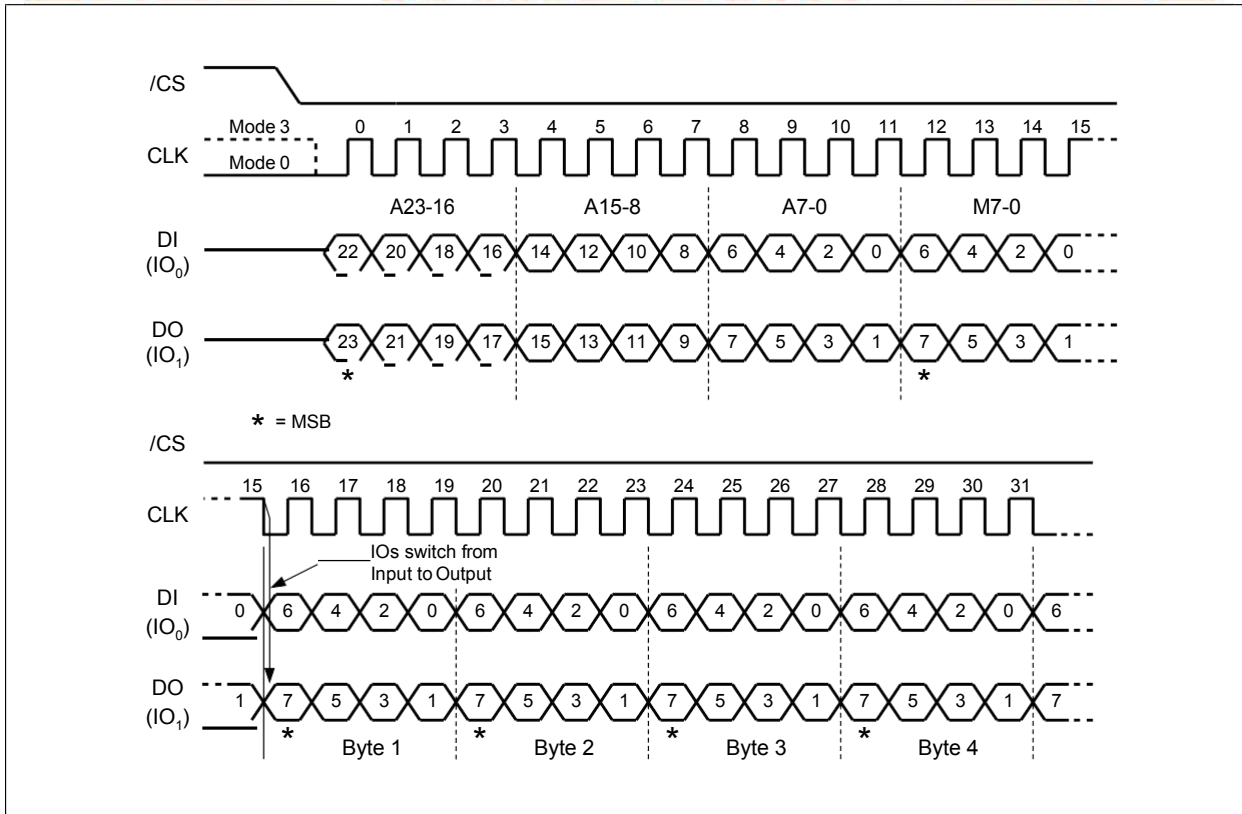 /CS
Mode 3 0 1 2 3 4 5 6 7 8 9 10 11 12 13 14 15
CLK
Mode 0
A23-16 A15-8 A7-0 M7-0
DI
(IO0)
22 20 18 16 14 12 10 8 6 4 2 0 6 4 2 0
DO
(IO1)
23 21 19 17 15 13 11 9 7 5 3 1 7 5 3 1
* *
* = MSB
/CS
15 16 17 18 19 20 21 22 23 24 25 26 27 28 29 30 31
CLK
IOs switch from
Input to Output
DI
(IO0)
0 6 4 2 0 6 4 2 0 6 4 2 0 6 4 2 0 6
DO
(IO1)
1 7 5 3 1 7 5 3 1 7 5 3 1 7 5 3 1 7
* * * *
Byte 1 Byte 2 Byte 3 Byte 4